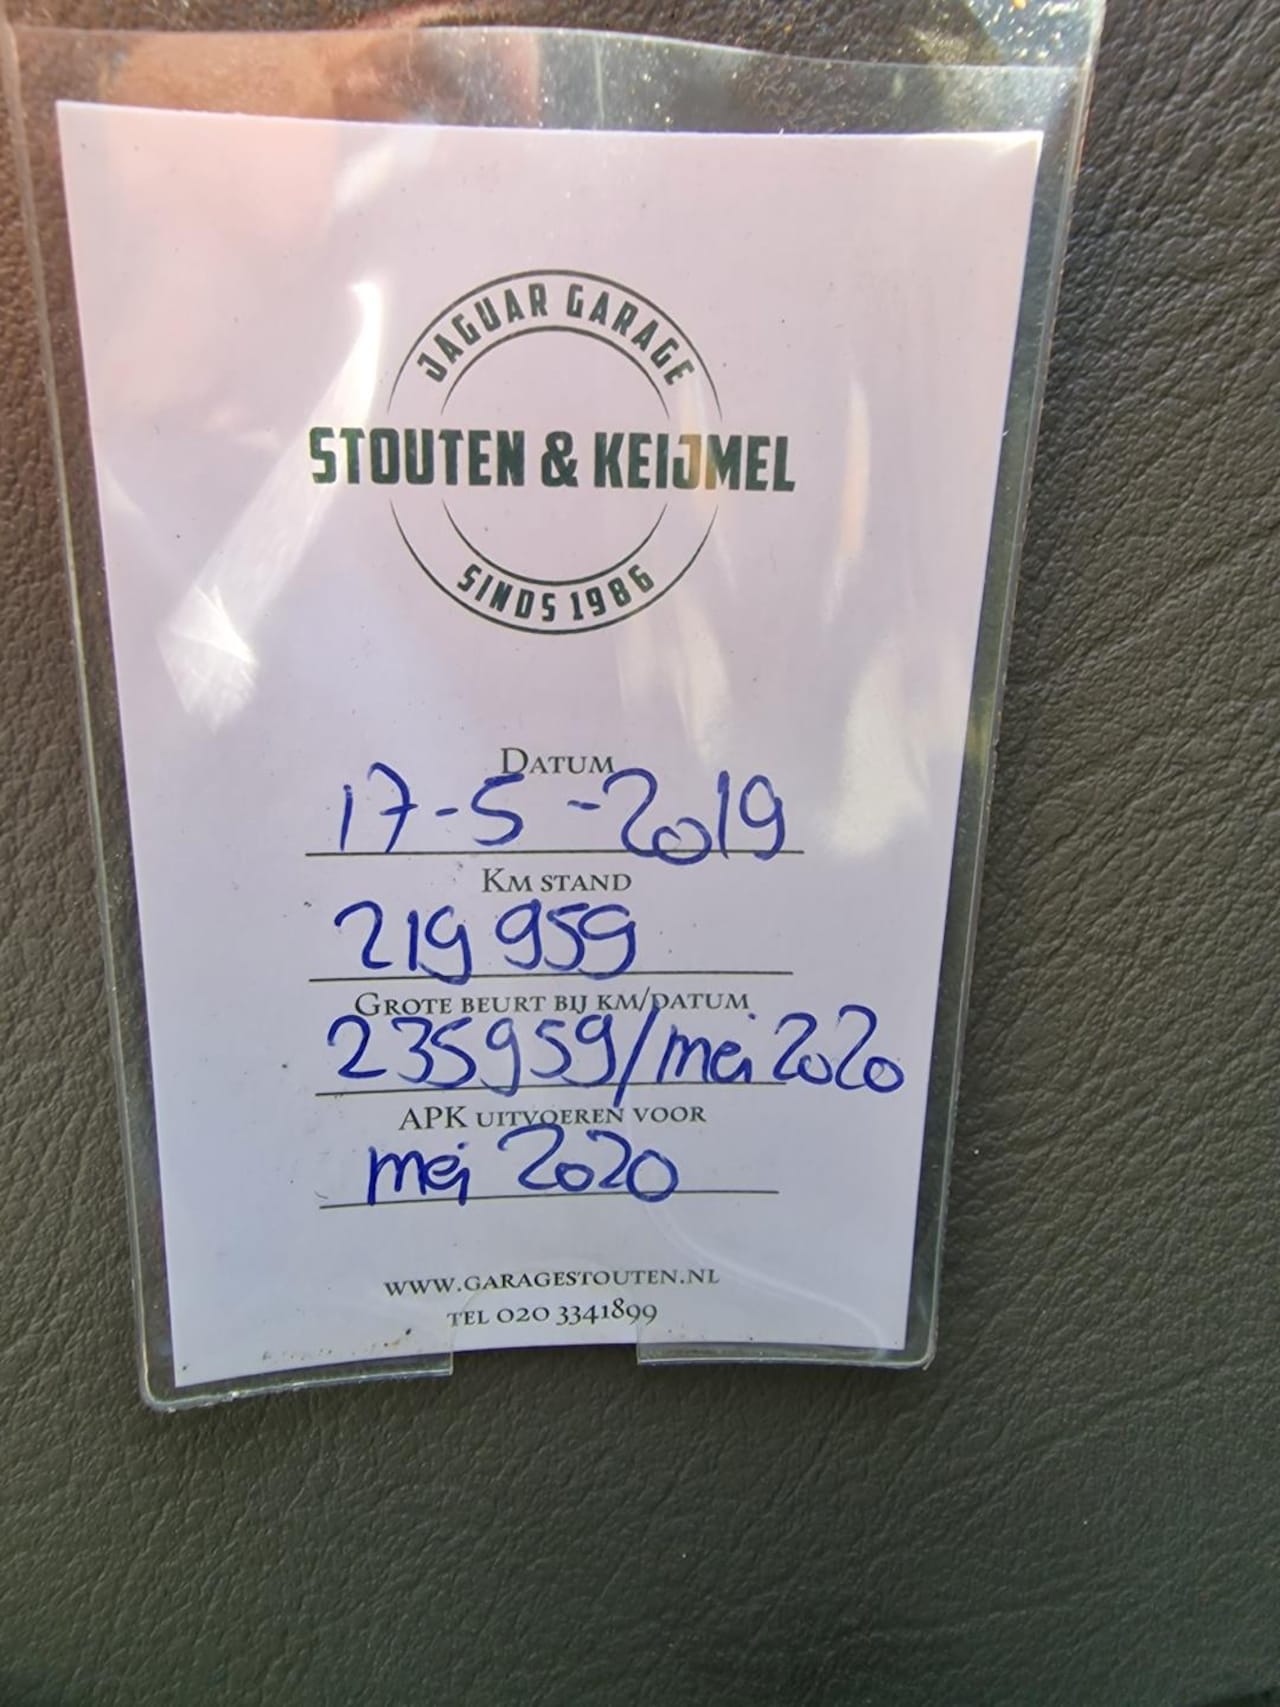 JAGUAR GARAGE
STOUTEN & KEIJMEL
SINDS 1986
DATUM
17-5-2019
KM STAND
219 959
GROTE BEURT BIJ KM/DATUM
235959/mei 2020
APK UITVOEREN VOOR
mei 2020
WWW.GARAGESTOUTEN.NL
TEL 020 3341899